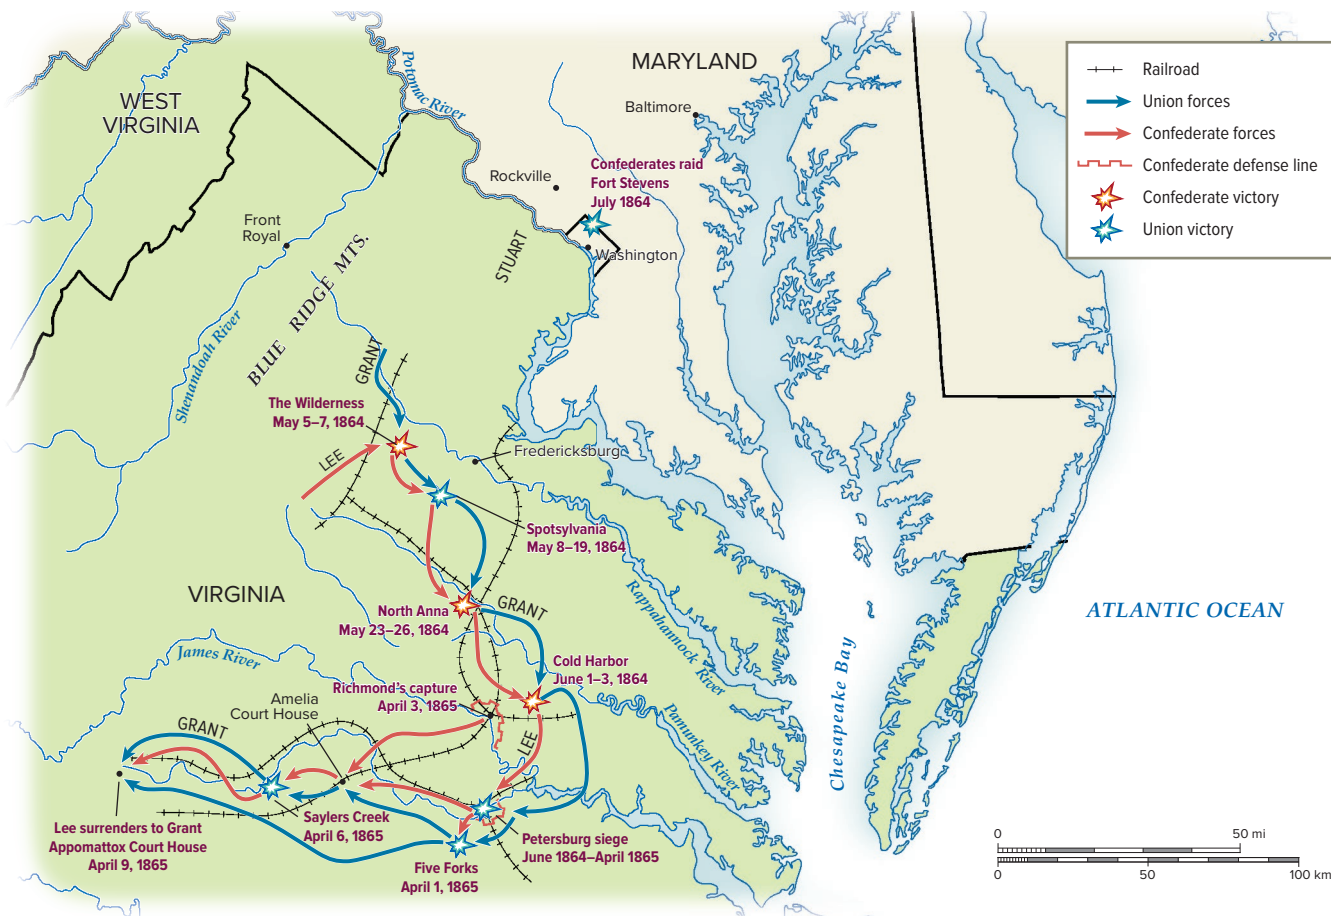 MARYLAND
Potomac River
WEST
VIRGINIA
Baltimore
Railroad
Union forces
Confederate forces
Confederate defense line
Confederate victory
Union victory
Confederates raid
Fort Stevens
July 1864
Rockville
Front
Royal
STUART
Washington
BLUE RIDGE MTS.
Shenandoah River
GRANT
The Wilderness
May 5–7, 1864
LEE
Fredericksburg
Spotsylvania
May 8–19, 1864
VIRGINIA
North Anna
May 23–26, 1864
GRANT
Rappahannock River
ATLANTIC OCEAN
James River
Cold Harbor
June 1–3, 1864
Richmond's capture
April 3, 1865
Amelia
Court House
GRANT
LEE
Pamunkey River
Chesapeake Bay
Saylers Creek
April 6, 1865
Lee surrenders to Grant
Appomattox Court House
April 9, 1865
Petersburg siege
June 1864–April 1865
Five Forks
April 1, 1865
0 50 mi
0 50 100 km